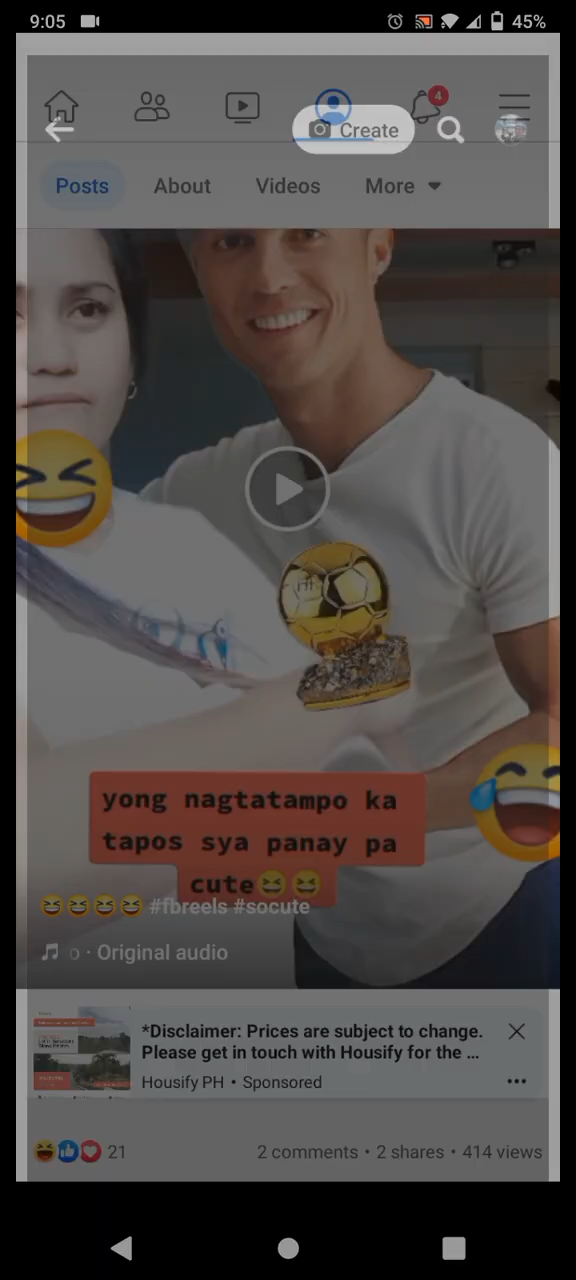 9:05
45%
4
Create
Posts
About
Videos
More
yong nagtatampo ka
tapos sya panay pa
cute😆😆
😆😆😆😆 #fbreels #socute
o · Original audio
*Disclaimer: Prices are subject to change.
Please get in touch with Housify for the ...
Housify PH • Sponsored
21
2 comments • 2 shares • 414 views